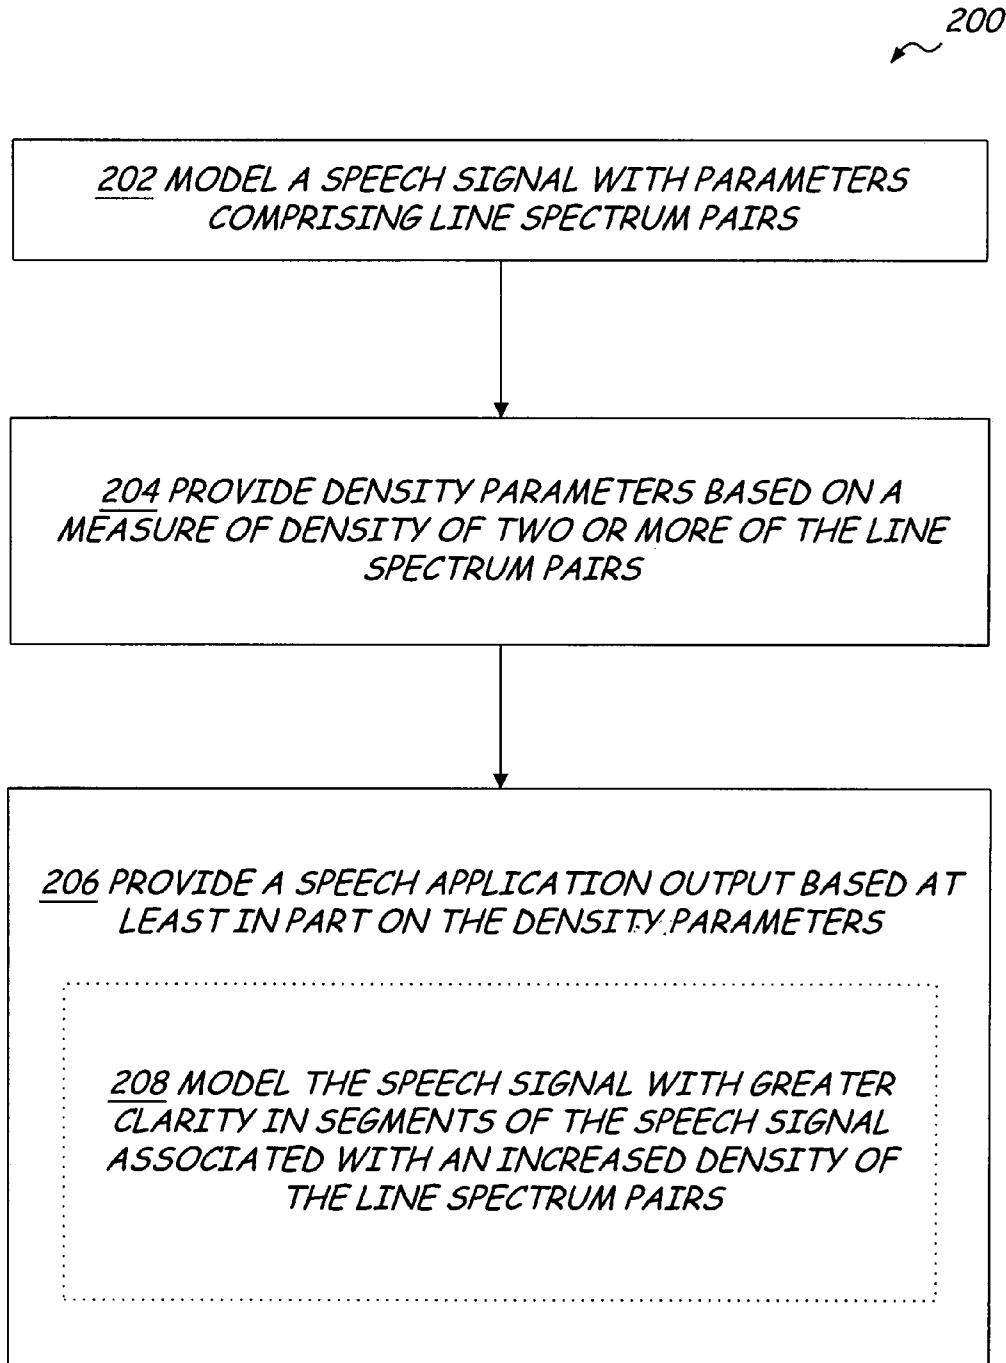 200
202 MODEL A SPEECH SIGNAL WITH PARAMETERS
COMPRISING LINE SPECTRUM PAIRS
204 PROVIDE DENSITY PARAMETERS BASED ON A
MEASURE OF DENSITY OF TWO OR MORE OF THE LINE
SPECTRUM PAIRS
206 PROVIDE A SPEECH APPLICATION OUTPUT BASED AT
LEAST IN PART ON THE DENSITY PARAMETERS
208 MODEL THE SPEECH SIGNAL WITH GREATER
CLARITY IN SEGMENTS OF THE SPEECH SIGNAL
ASSOCIATED WITH AN INCREASED DENSITY OF
THE LINE SPECTRUM PAIRS